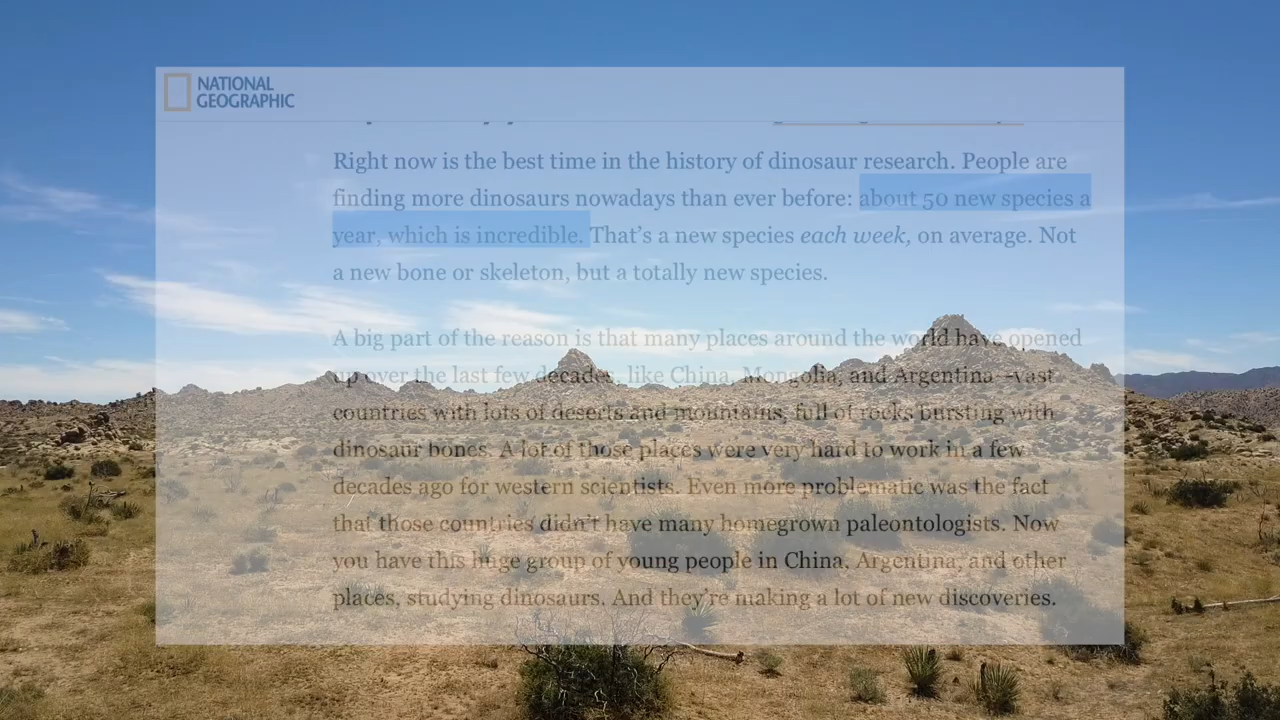 NATIONAL
GEOGRAPHIC
Right now is the best time in the history of dinosaur research. People are
finding more dinosaurs nowadays than ever before: about 50 new species a
year, which is incredible. That's a new species each week, on average. Not
a new bone or skeleton, but a totally new species.
A big part of the reason is that many places around the world have opened
up over the last few decades, like China, Mongolia, and Argentina—vast
countries with lots of deserts and mountains, full of rocks bursting with
dinosaur bones. A lot of those places were very hard to work in a few
decades ago for western scientists. Even more problematic was the fact
that those countries didn't have many homegrown paleontologists. Now
you have this huge group of young people in China, Argentina, and other
places, studying dinosaurs. And they're making a lot of new discoveries.